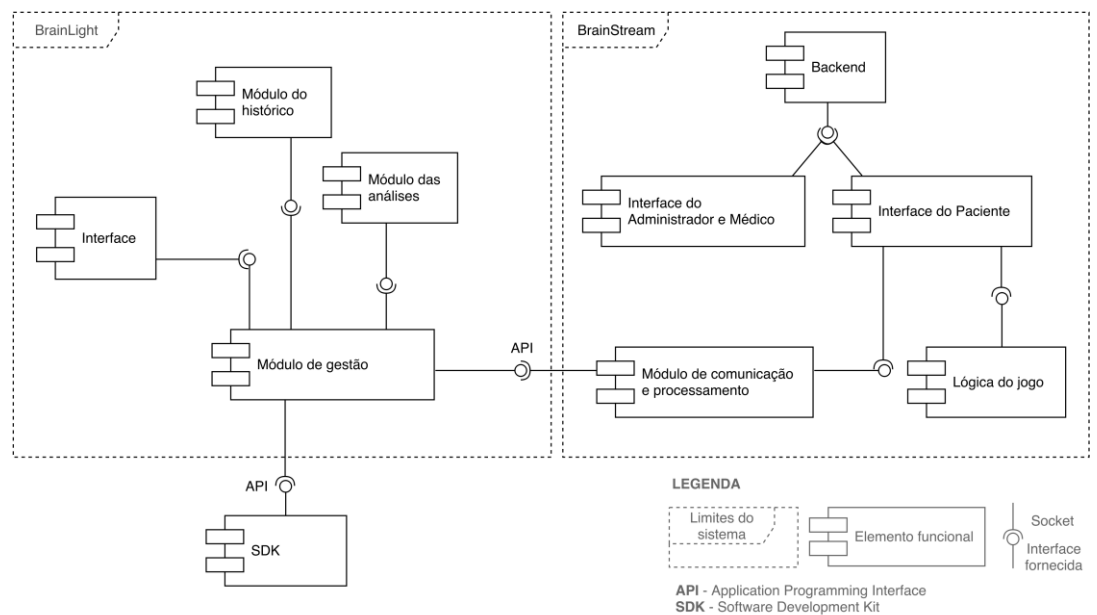 BrainLight
Módulo do
histórico
Módulo das
análises
Interface
Módulo de gestão
API
API
SDK
BrainStream
Backend
Interface do
Administrador e Médico
Interface do Paciente
Módulo de comunicação
e processamento
Lógica do jogo
LEGENDA
Limites do
sistema
Elemento funcional
Socket
Interface
fornecida
API - Application Programming Interface
SDK - Software Development Kit